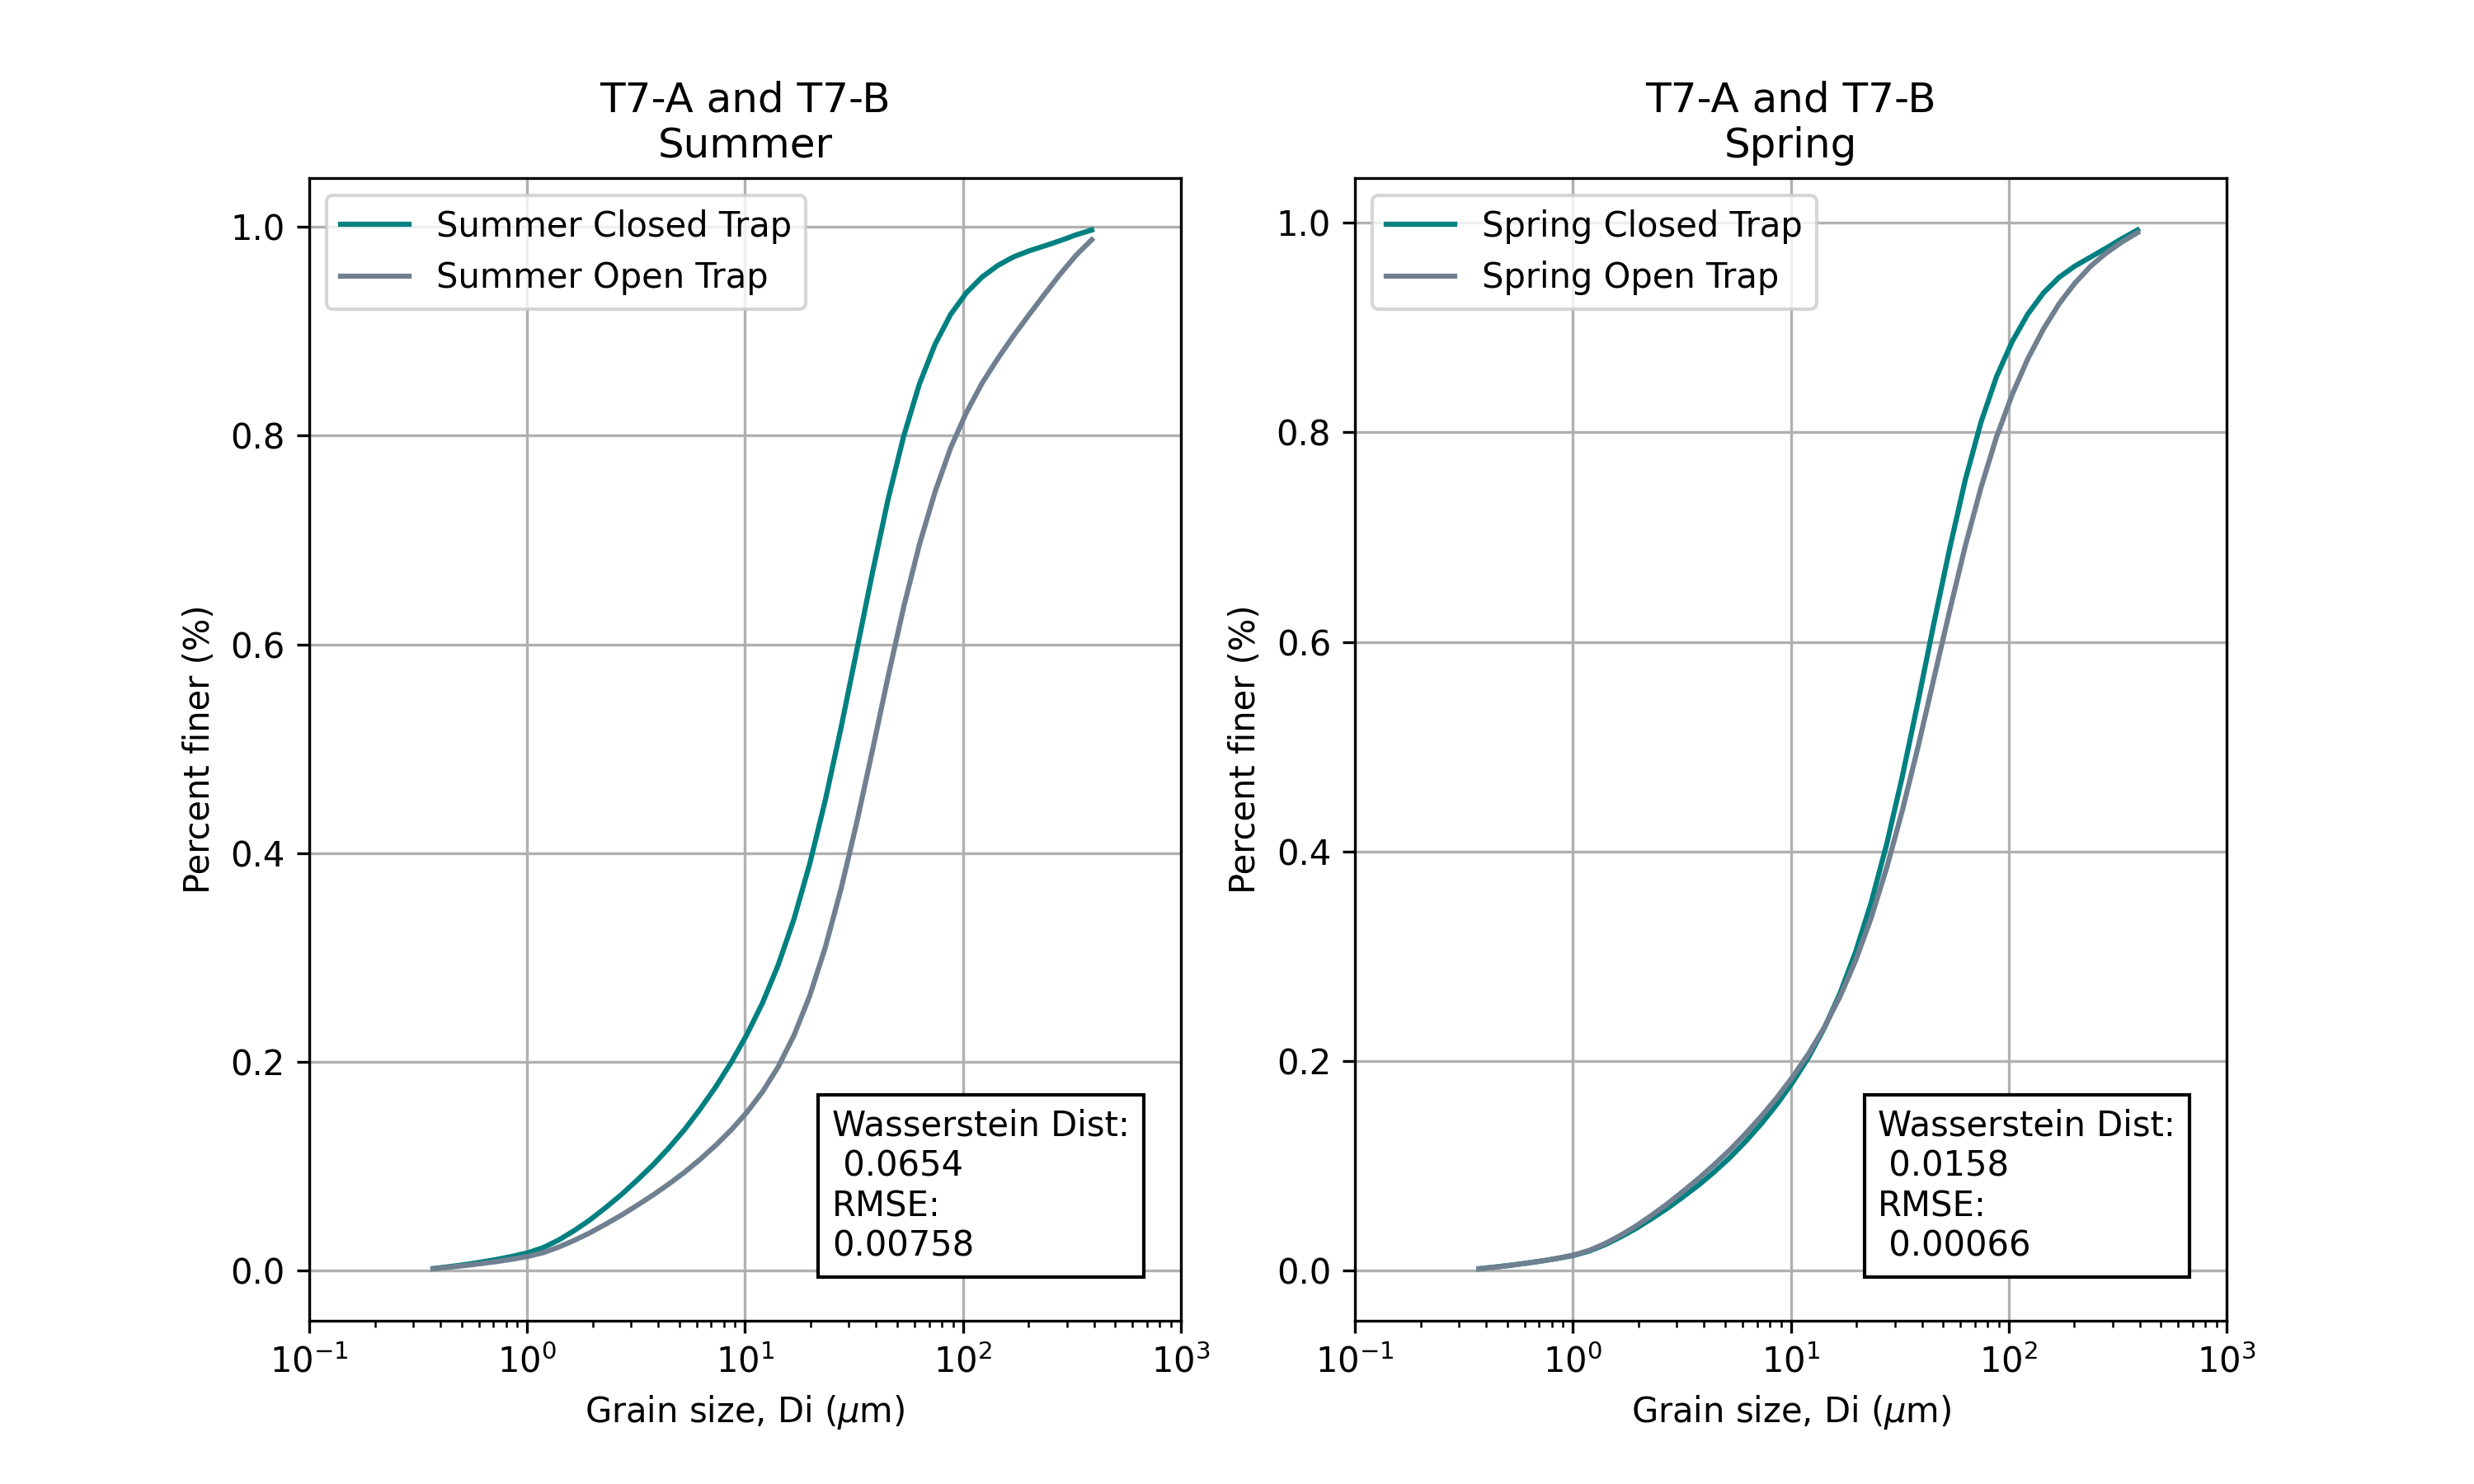 T7-A and T7-B
Summer
Summer Closed Trap
Summer Open Trap
1.0
0.8
0.6
0.4
0.2
0.0
Percent finer (%)
Wasserstein Dist:
0.0654
RMSE:
0.00758
10⁻¹ 10⁰ 10¹ 10² 10³
Grain size, Di (μm)
T7-A and T7-B
Spring
Spring Closed Trap
Spring Open Trap
1.0
0.8
0.6
0.4
0.2
0.0
Percent finer (%)
Wasserstein Dist:
0.0158
RMSE:
0.00066
10⁻¹ 10⁰ 10¹ 10² 10³
Grain size, Di (μm)